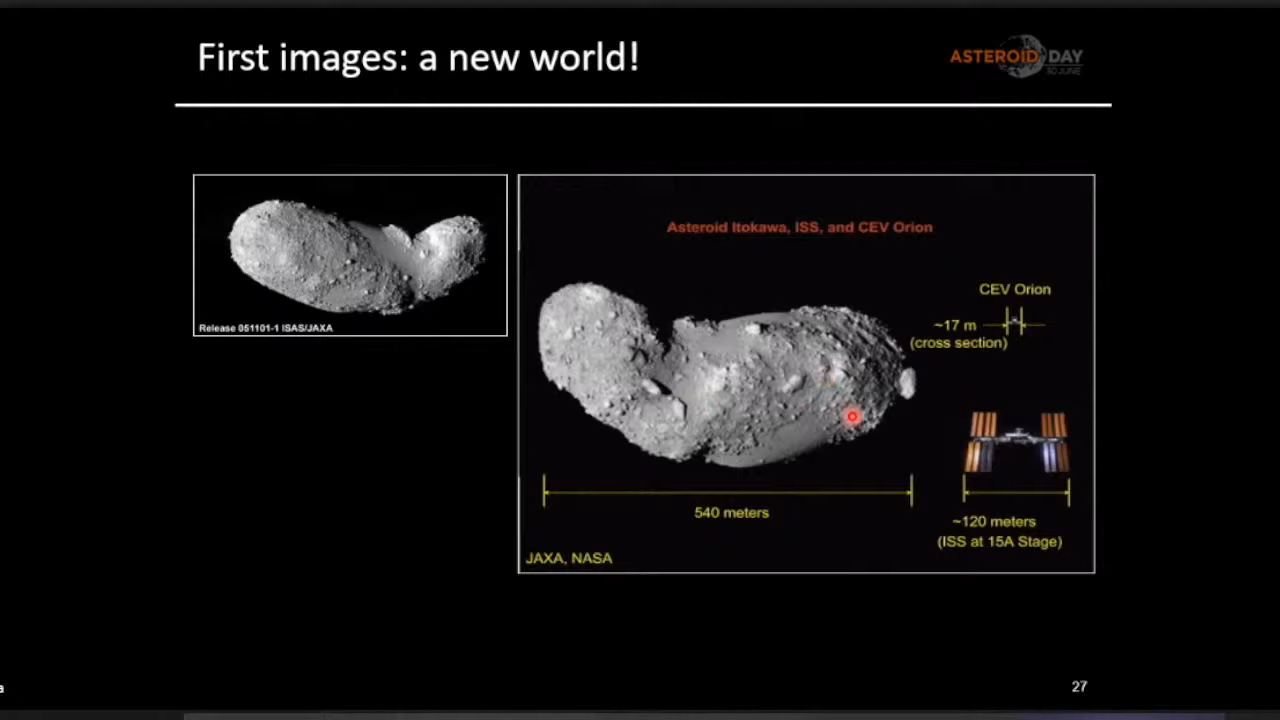 First images: a new world!
ASTEROID DAY
30 JUNE
Release 051101-1 ISAS/JAXA
Asteroid Itokawa, ISS, and CEV Orion
CEV Orion
~17 m
(cross section)
540 meters
~120 meters
(ISS at 15A Stage)
JAXA, NASA
27